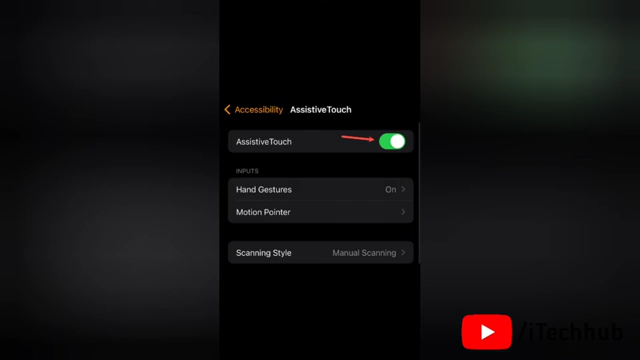 Accessibility AssistiveTouch
AssistiveTouch
INPUTS
Hand Gestures On
Motion Pointer
Scanning Style Manual Scanning
/iTechhub